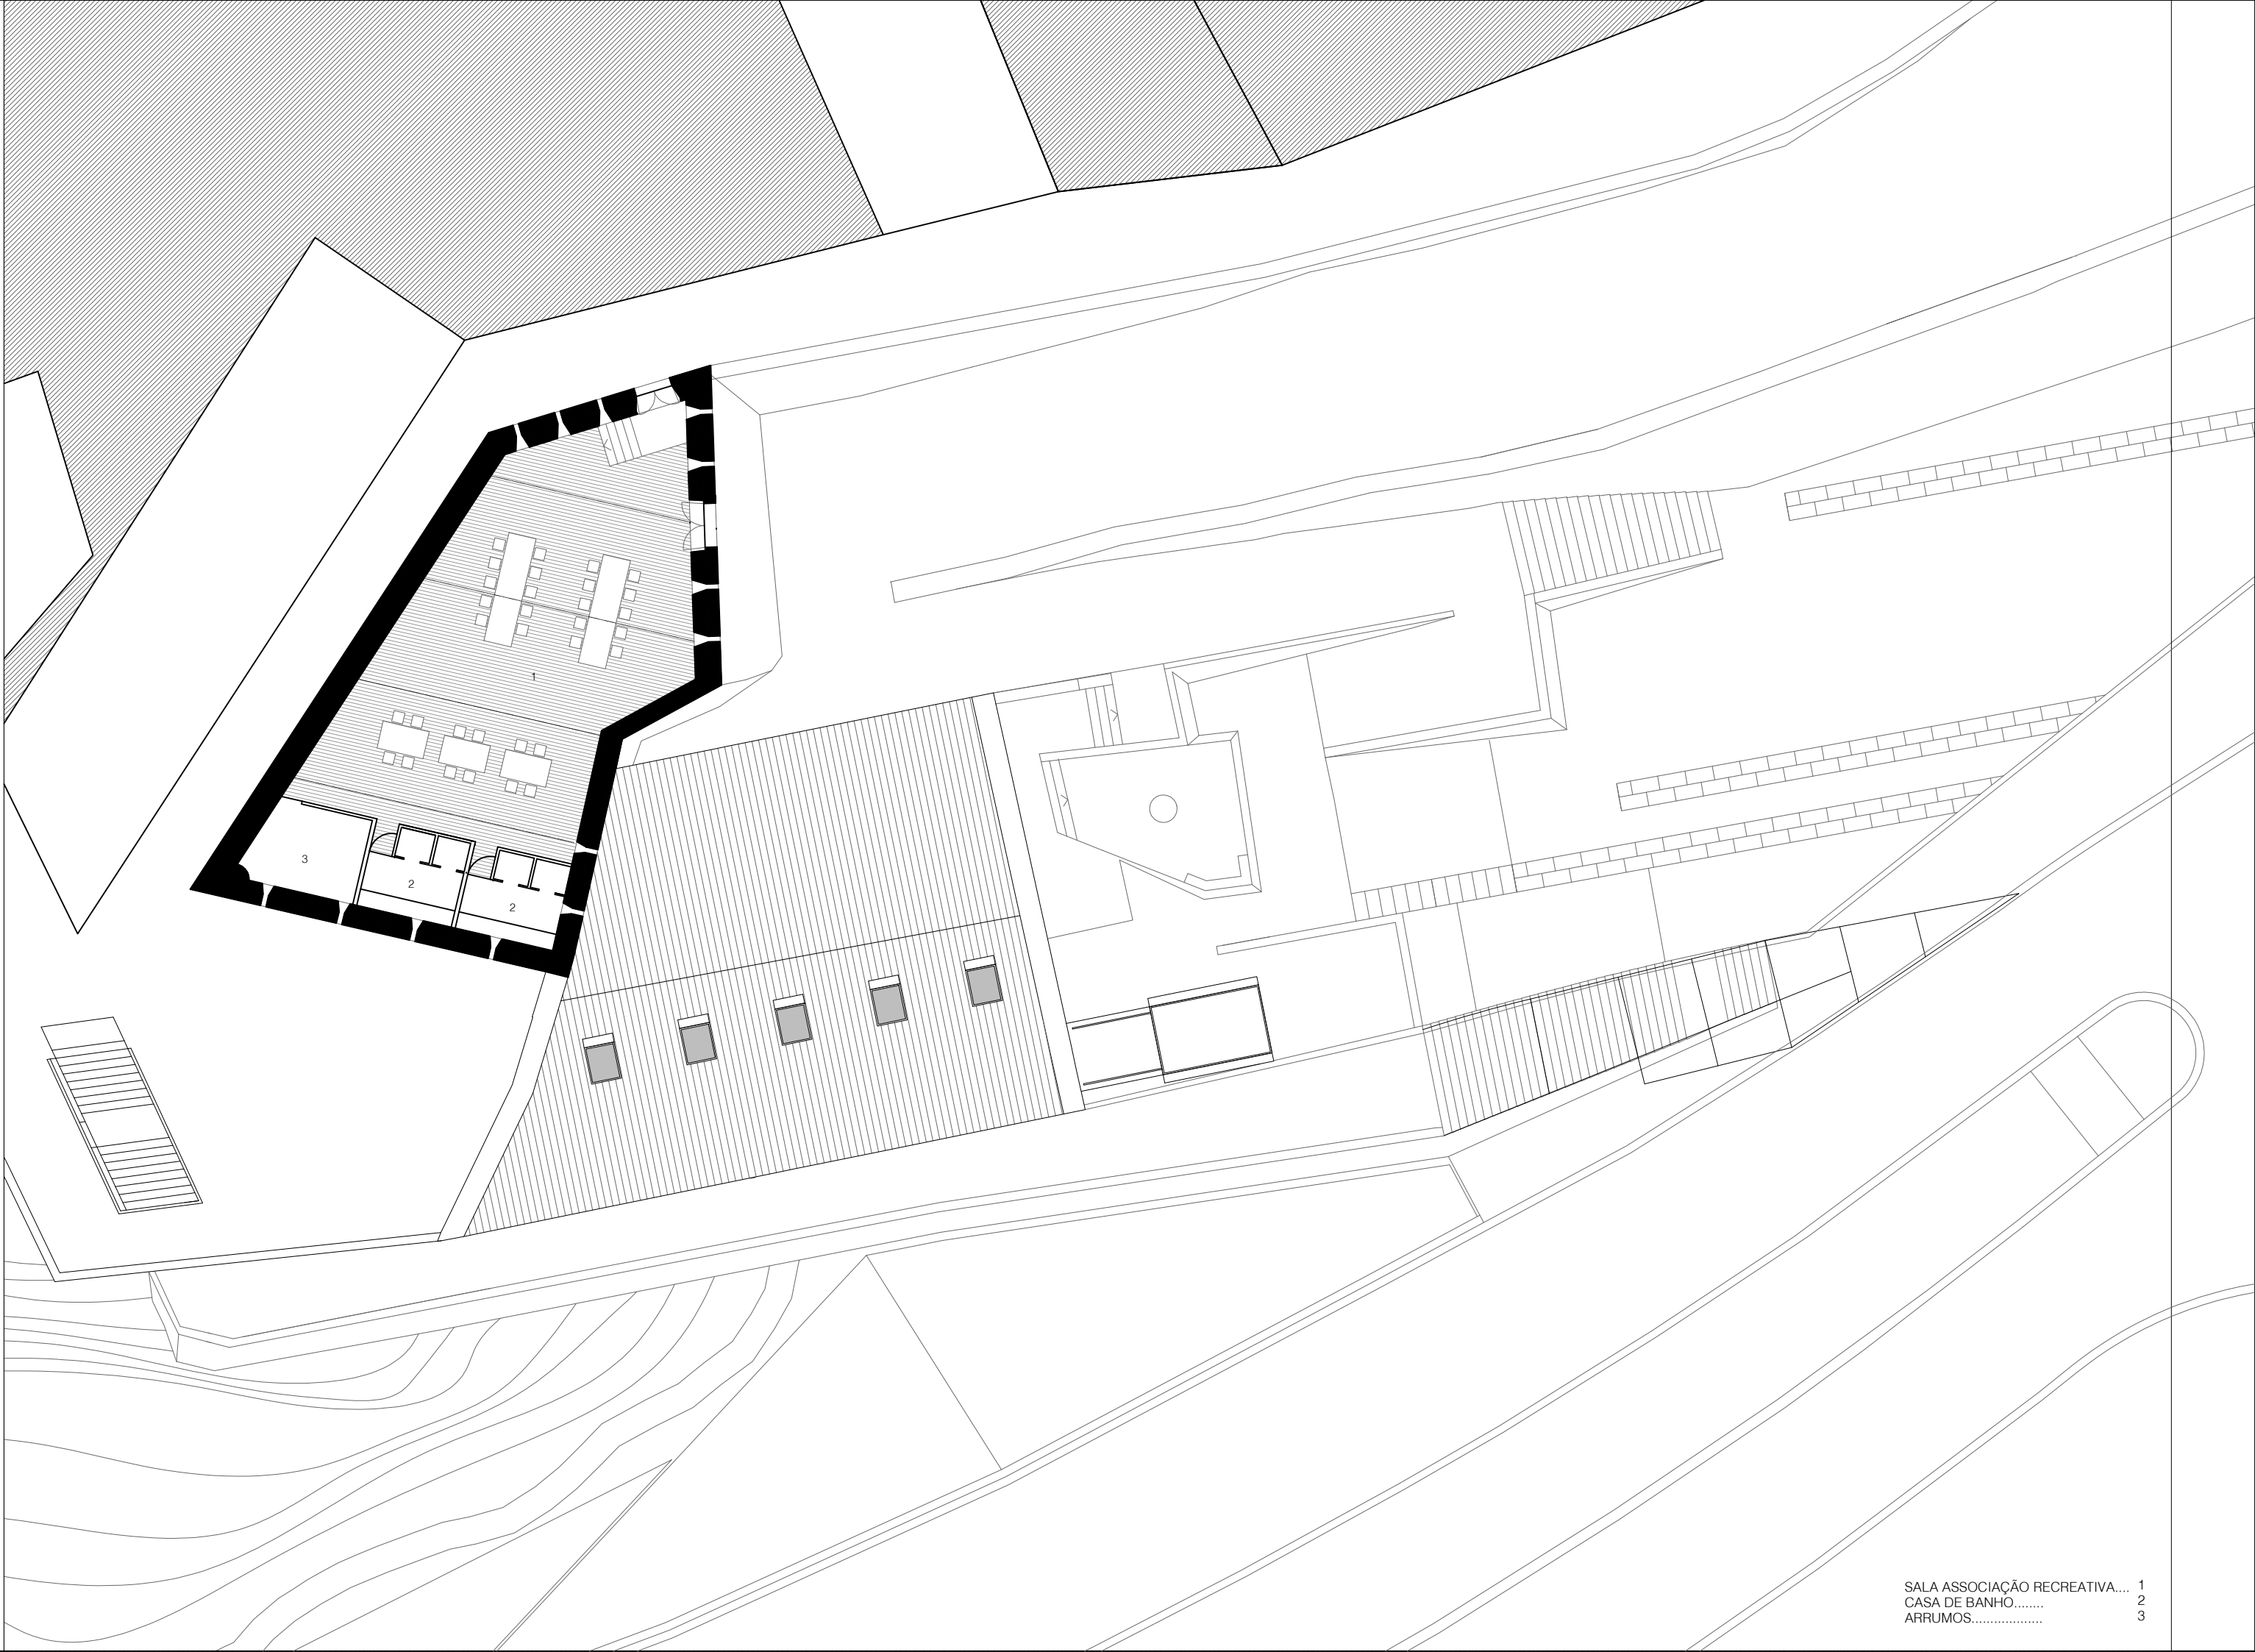 1
3
2
2
SALA ASSOCIAÇÃO RECREATIVA.... 1
CASA DE BANHO........ 2
ARRUMOS................... 3